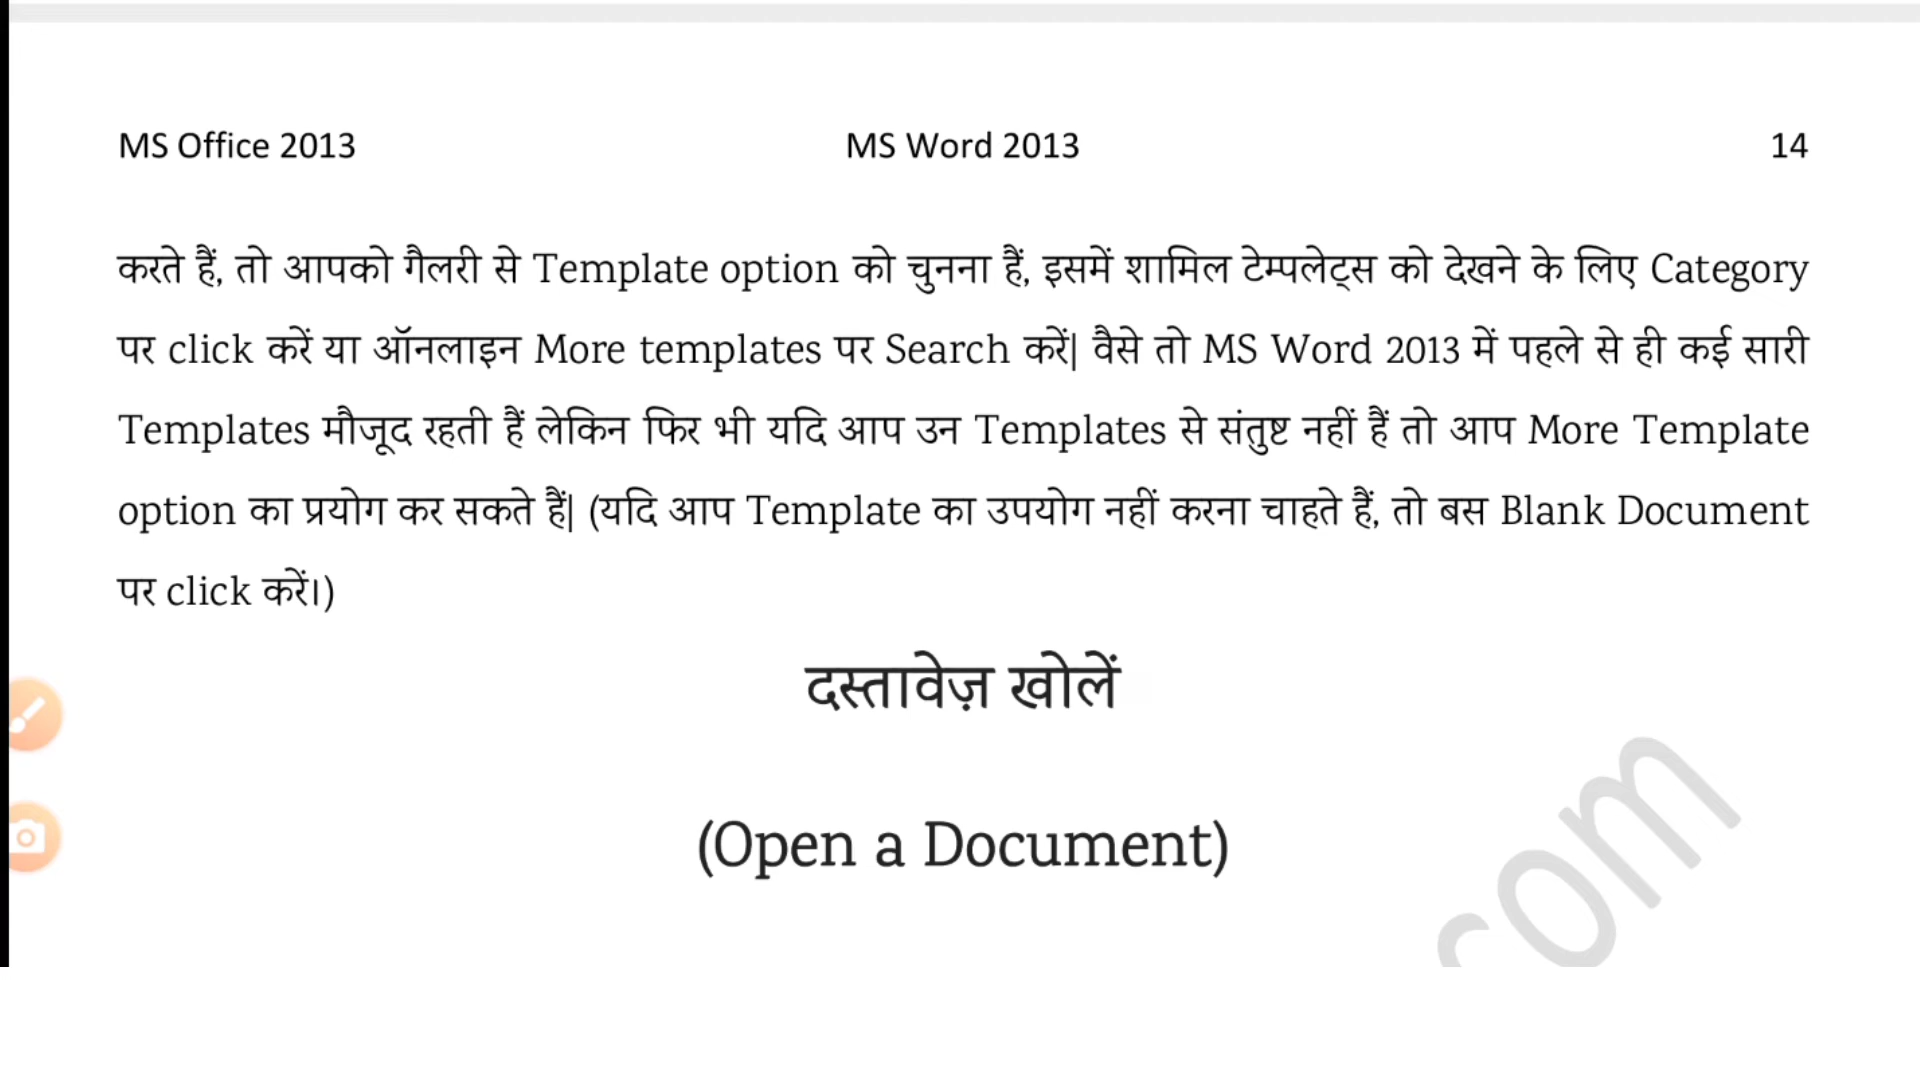 MS Office 2013 MS Word 2013 14
करते हैं, तो आपको गैलरी से Template option को चुनना हैं, इसमें शामिल टेम्पलेट्स को देखने के लिए Category
पर click करें या ऑनलाइन More templates पर Search करें| वैसे तो MS Word 2013 में पहले से ही कई सारी
Templates मौजूद रहती हैं लेकिन फिर भी यदि आप उन Templates से संतुष्ट नहीं हैं तो आप More Template
option का प्रयोग कर सकते हैं| (यदि आप Template का उपयोग नहीं करना चाहते हैं, तो बस Blank Document
पर click करें।)
दस्तावेज़ खोलें
(Open a Document)
com